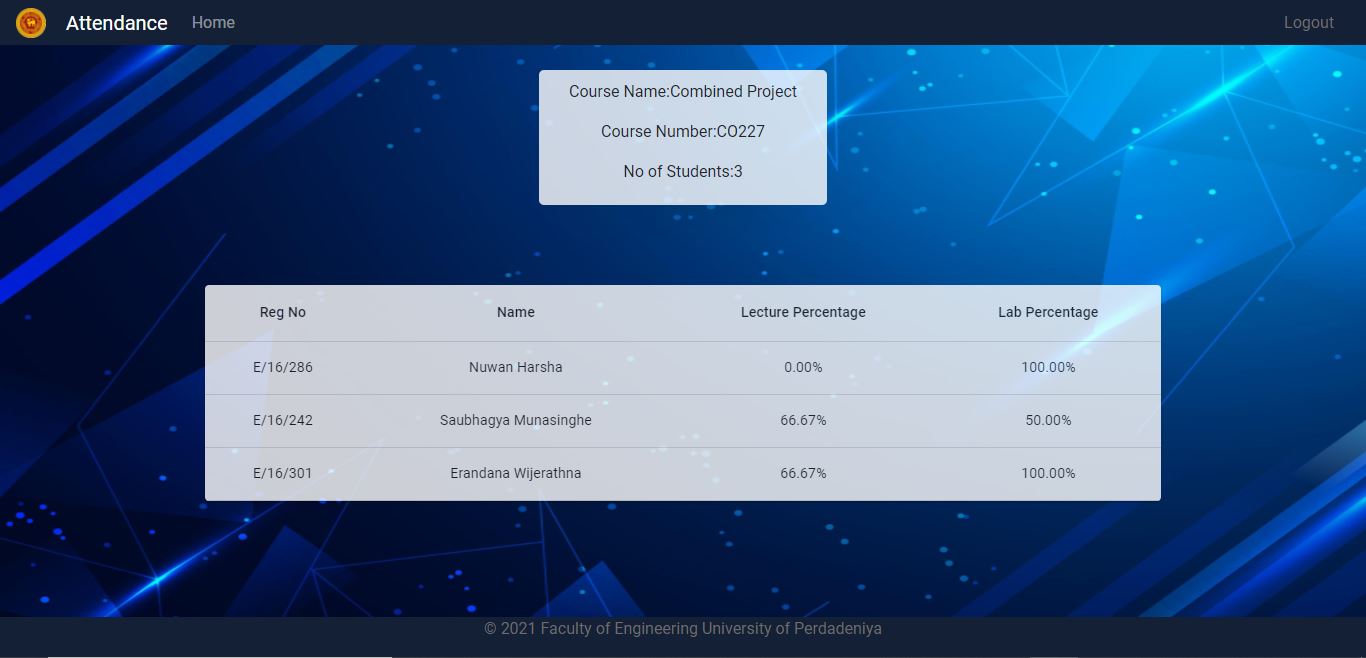 Attendance Home Logout
Course Name:Combined Project
Course Number:CO227
No of Students:3
Reg No Name Lecture Percentage Lab Percentage
E/16/286 Nuwan Harsha 0.00% 100.00%
E/16/242 Saubhagya Munasinghe 66.67% 50.00%
E/16/301 Erandana Wijerathna 66.67% 100.00%
© 2021 Faculty of Engineering University of Perdadeniya